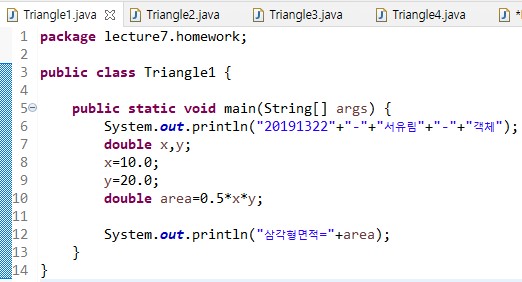 Triangle1.java Triangle2.java Triangle3.java Triangle4.java
1 package lecture7.homework;
2
3 public class Triangle1 {
4
5 public static void main(String[] args) {
6 System.out.println("20191322"+"-"+"서유림"+"-"+"객체");
7 double x,y;
8 x=10.0;
9 y=20.0;
10 double area=0.5*x*y;
11
12 System.out.println("삼각형면적="+area);
13 }
14 }